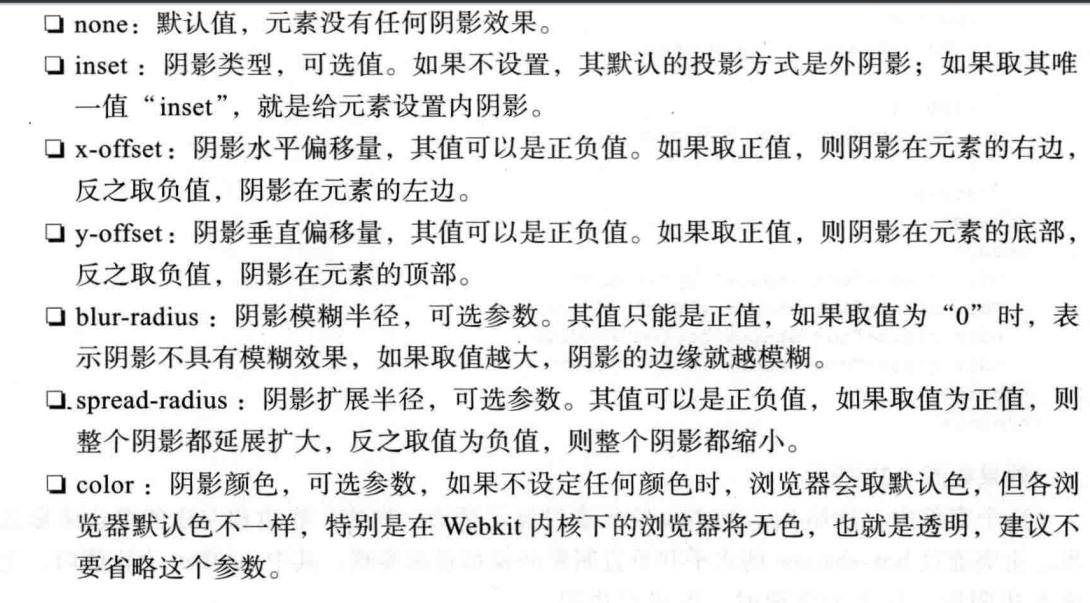 ❏ none：默认值，元素没有任何阴影效果。
❏ inset：阴影类型，可选值。如果不设置，其默认的投影方式是外阴影；如果取其唯
一值“inset”，就是给元素设置内阴影。
❏ x-offset：阴影水平偏移量，其值可以是正负值。如果取正值，则阴影在元素的右边，
反之取负值，阴影在元素的左边。
❏ y-offset：阴影垂直偏移量，其值可以是正负值。如果取正值，则阴影在元素的底部，
反之取负值，阴影在元素的顶部。
❏ blur-radius：阴影模糊半径，可选参数。其值只能是正值，如果取值为“0”时，表
示阴影不具有模糊效果，如果取值越大，阴影的边缘就越模糊。
❏ spread-radius：阴影扩展半径，可选参数。其值可以是正负值，如果取值为正值，则
整个阴影都延展扩大，反之取值为负值，则整个阴影都缩小。
❏ color：阴影颜色，可选参数，如果不设定任何颜色时，浏览器会取默认色，但各浏
览器默认色不一样，特别是在 Webkit 内核下的浏览器将无色，也就是透明，建议不
要省略这个参数。